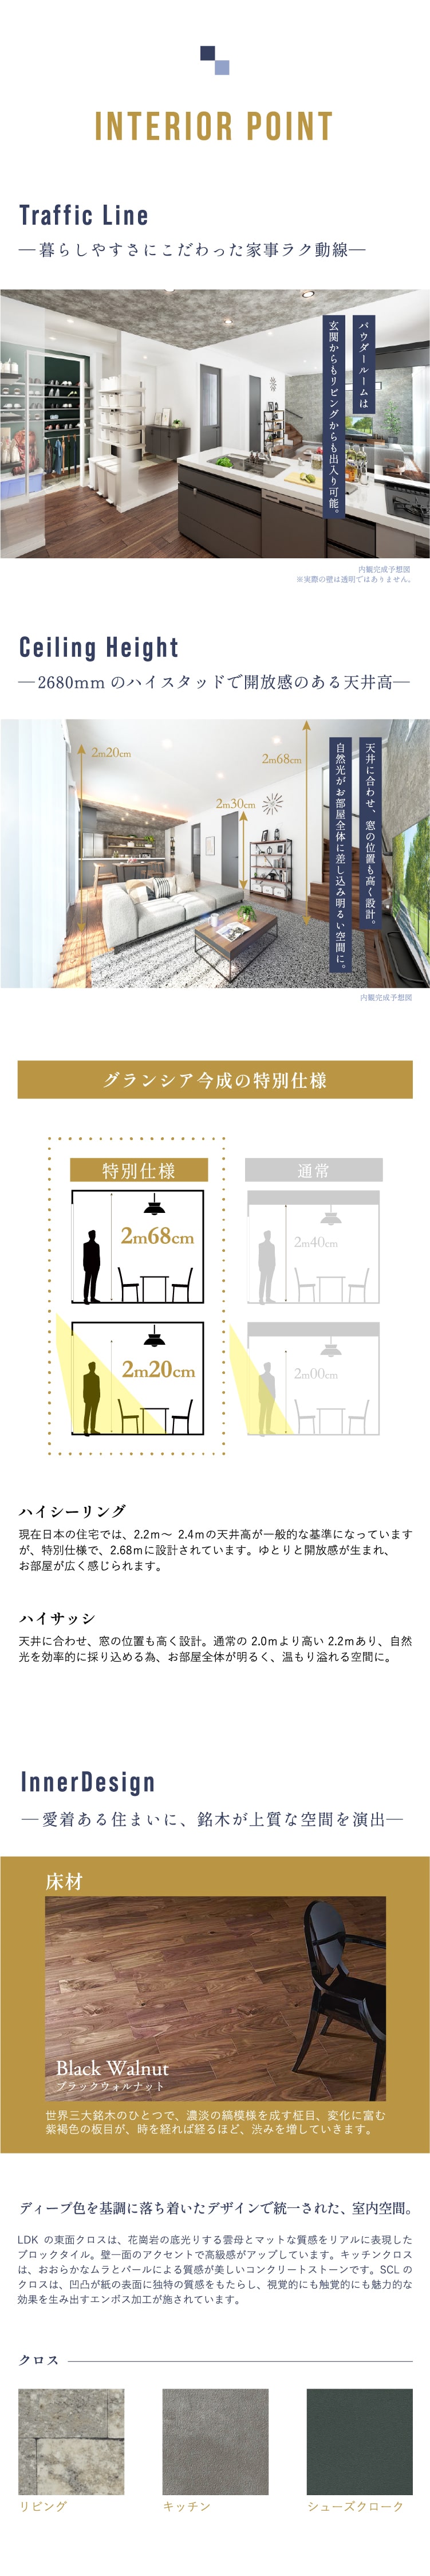 INTERIOR POINT
Traffic Line
―暮らしやすさにこだわった家事ラク動線―
パウダールームは
玄関からもリビングからも出入り可能。
内観完成予想図
※実際の壁は透明ではありません。
Ceiling Height
―2680mm のハイスタッドで開放感のある天井高―
2m20cm
2m68cm
2m30cm
天井に合わせ、窓の位置も高く設計。
自然光がお部屋全体に差し込み明るい空間に。
内観完成予想図
グランシア今成の特別仕様
特別仕様
通常
2m68cm
2m40cm
2m20cm
2m00cm
ハイシーリング
現在日本の住宅では、2.2m～ 2.4mの天井高が一般的な基準になっています
が、特別仕様で、2.68mに設計されています。ゆとりと開放感が生まれ、
お部屋が広く感じられます。
ハイサッシ
天井に合わせ、窓の位置も高く設計。通常の 2.0mより高い 2.2mあり、自然
光を効率的に採り込める為、お部屋全体が明るく、温もり溢れる空間に。
InnerDesign
―愛着ある住まいに、銘木が上質な空間を演出―
床材
Black Walnut
ブラックウォルナット
世界三大銘木のひとつで、濃淡の縞模様を成す柾目、変化に富む
紫褐色の板目が、時を経れば経るほど、渋みを増していきます。
ディープ色を基調に落ち着いたデザインで統一された、室内空間。
LDK の東面クロスは、花崗岩の底光りする雲母とマットな質感をリアルに表現した
ブロックタイル。壁一面のアクセントで高級感がアップしています。キッチンクロス
は、おおらかなムラとパールによる質感が美しいコンクリートストーンです。SCL の
クロスは、凹凸が紙の表面に独特の質感をもたらし、視覚的にも触覚的にも魅力的な
効果を生み出すエンボス加工が施されています。
クロス
リビング
キッチン
シューズクローク